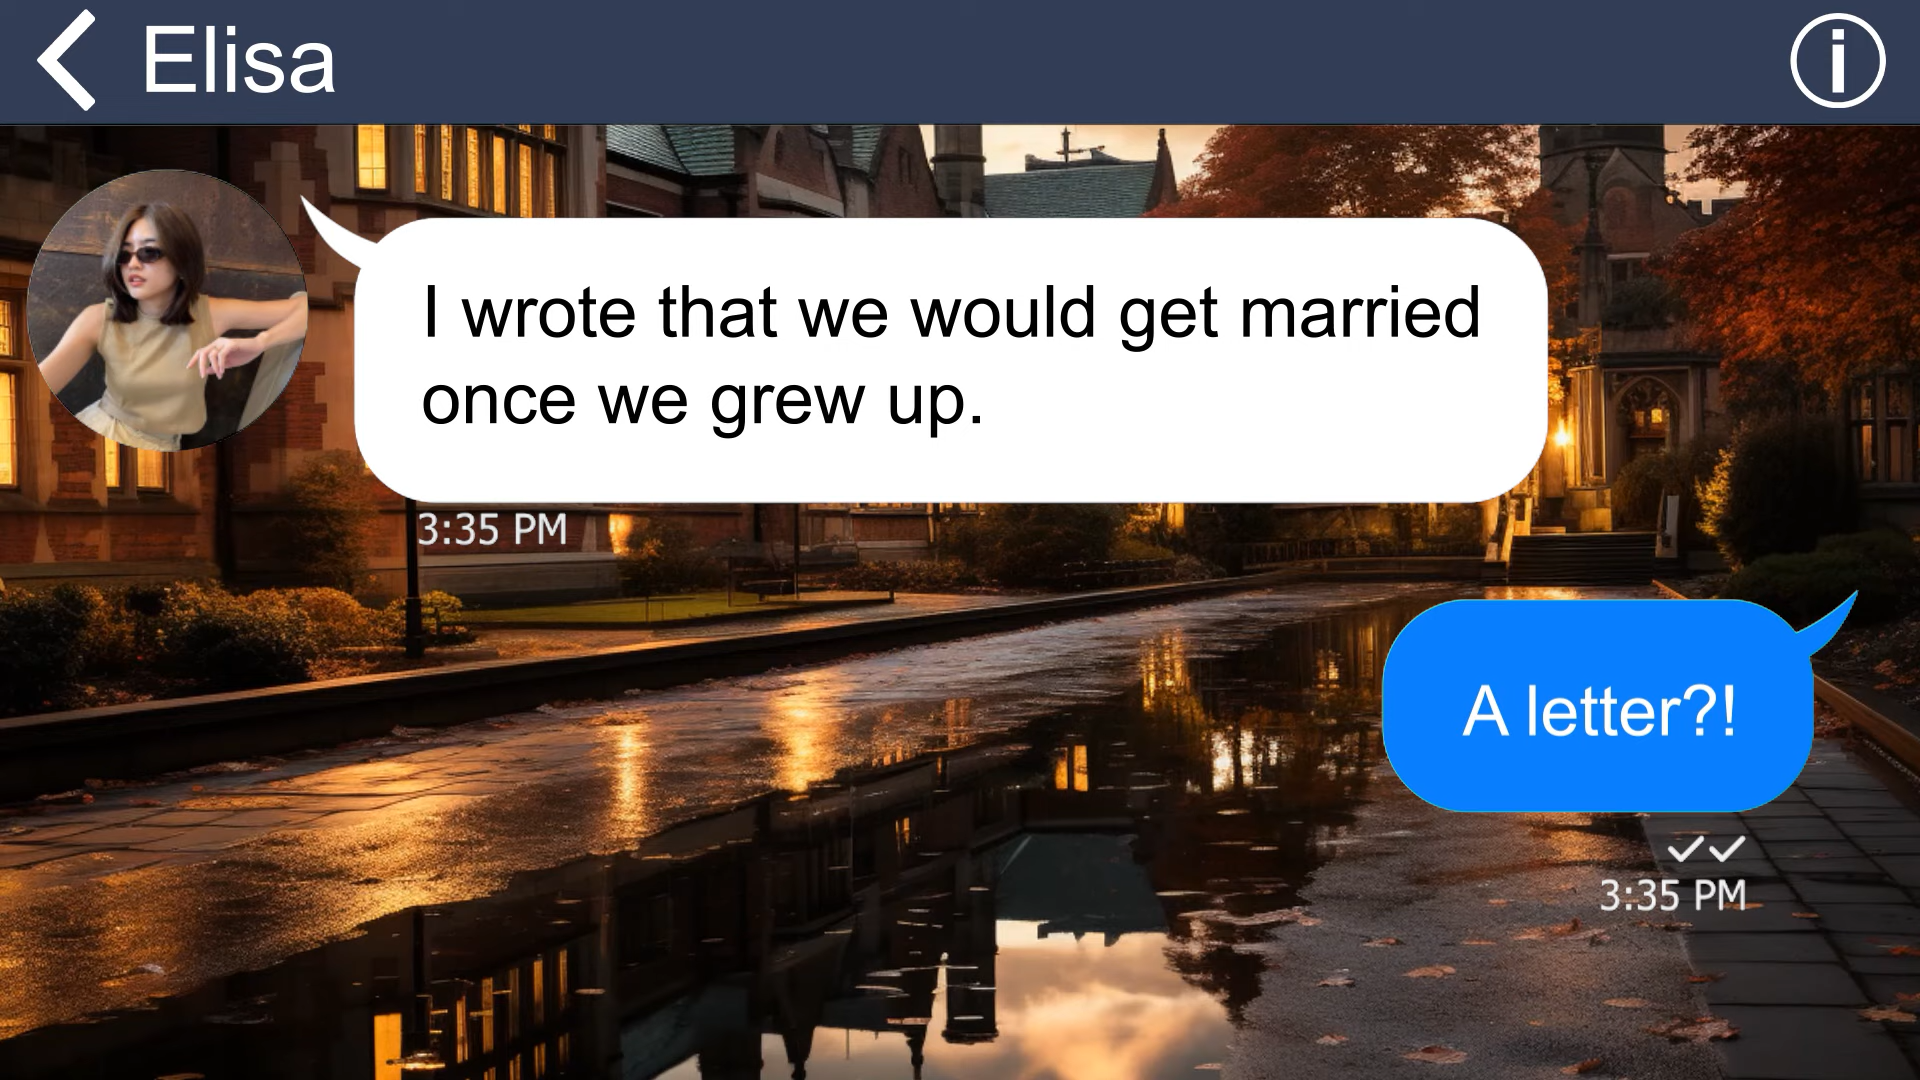 Elisa
I wrote that we would get married
once we grew up.
3:35 PM
A letter?!
3:35 PM